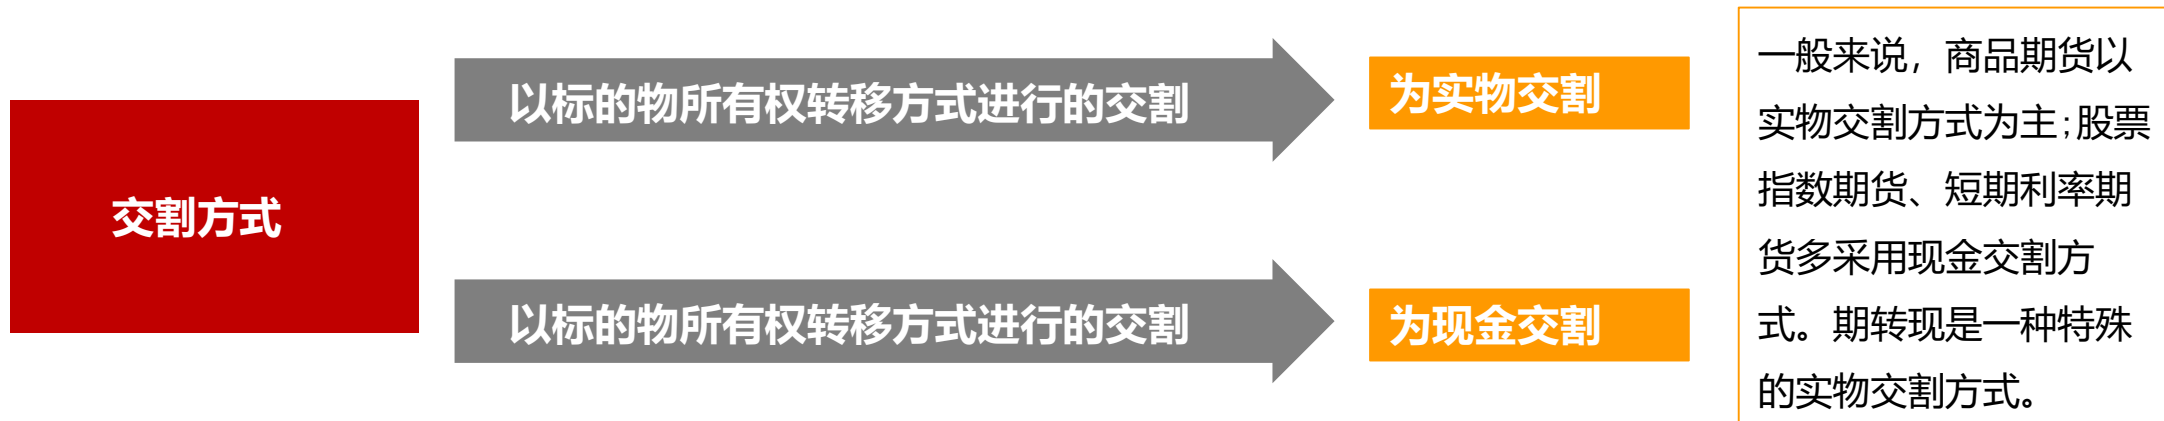 交割方式
以标的物所有权转移方式进行的交割
为实物交割
以标的物所有权转移方式进行的交割
为现金交割
一般来说，商品期货以
实物交割方式为主；股票
指数期货、短期利率期
货多采用现金交割方
式。期转现是一种特殊
的实物交割方式。